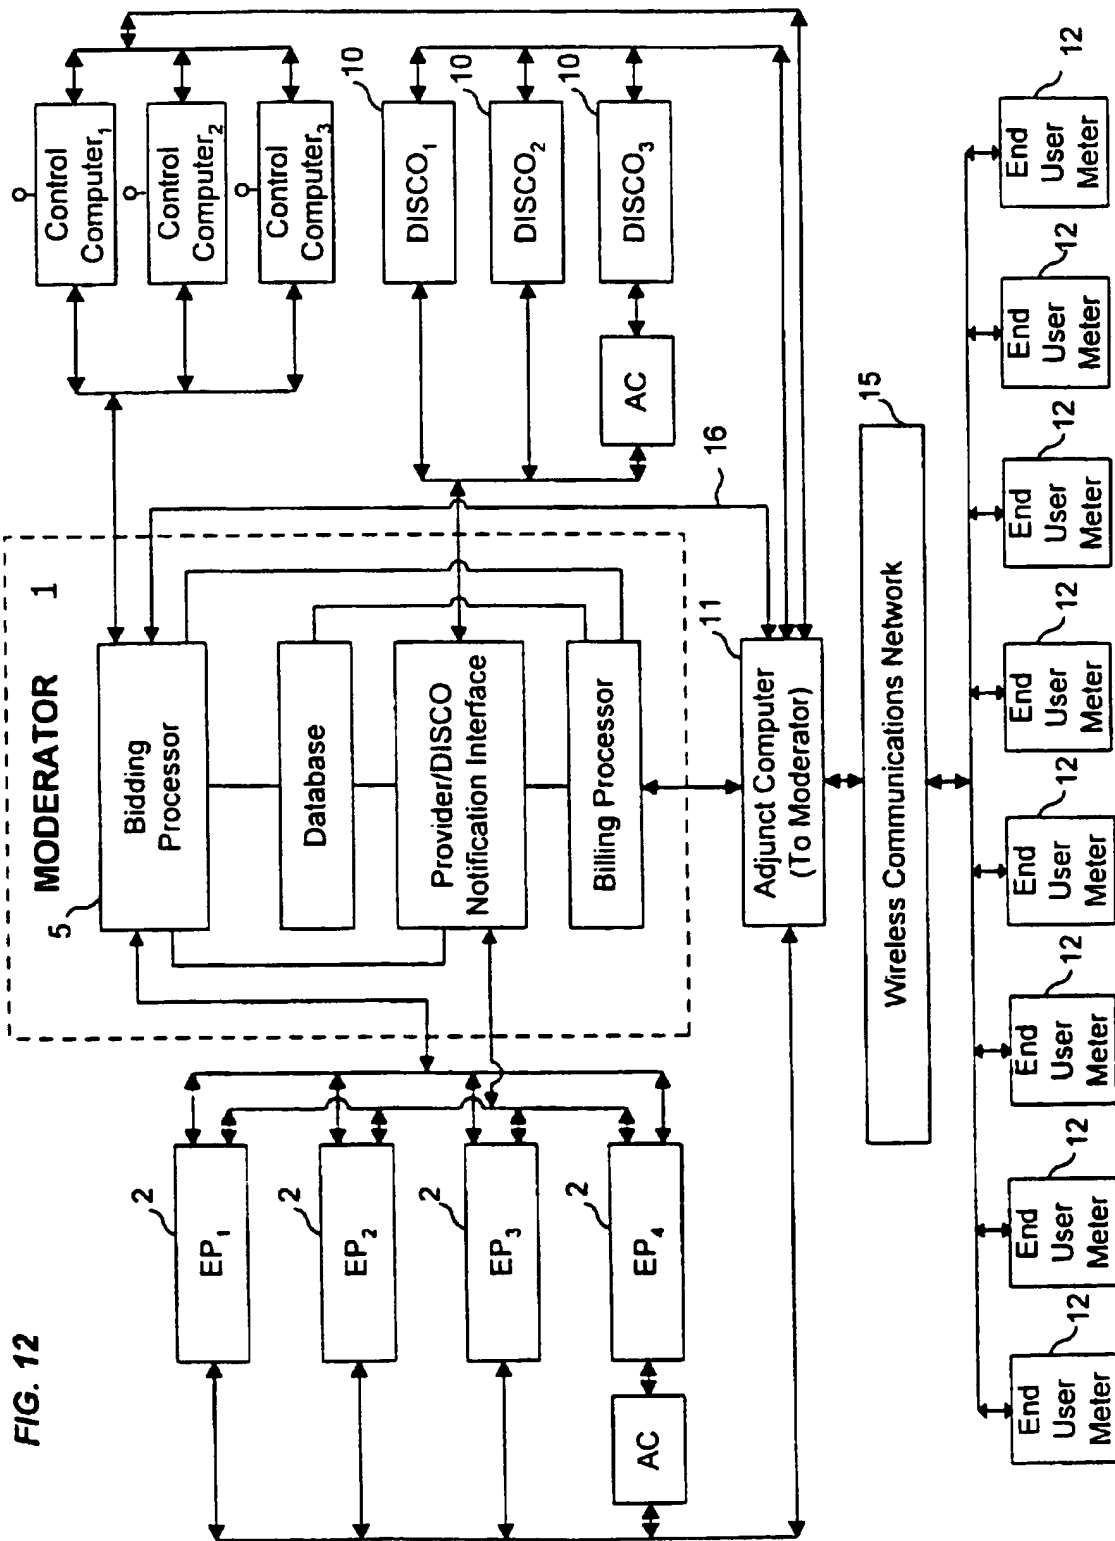 FIG. 12
MODERATOR 1
5
Bidding
Processor
Database
Provider/DISCO
Notification Interface
Billing Processor
2
EP1
2
EP2
2
EP3
2
EP4
AC
Control
Computer1
Control
Computer2
Control
Computer3
10
DISCO1
10
DISCO2
10
DISCO3
AC
16
11
Adjunct Computer
(To Moderator)
15
Wireless Communications Network
12
End
User
Meter
12
End
User
Meter
12
End
User
Meter
12
End
User
Meter
12
End
User
Meter
12
End
User
Meter
12
End
User
Meter
12
End
User
Meter